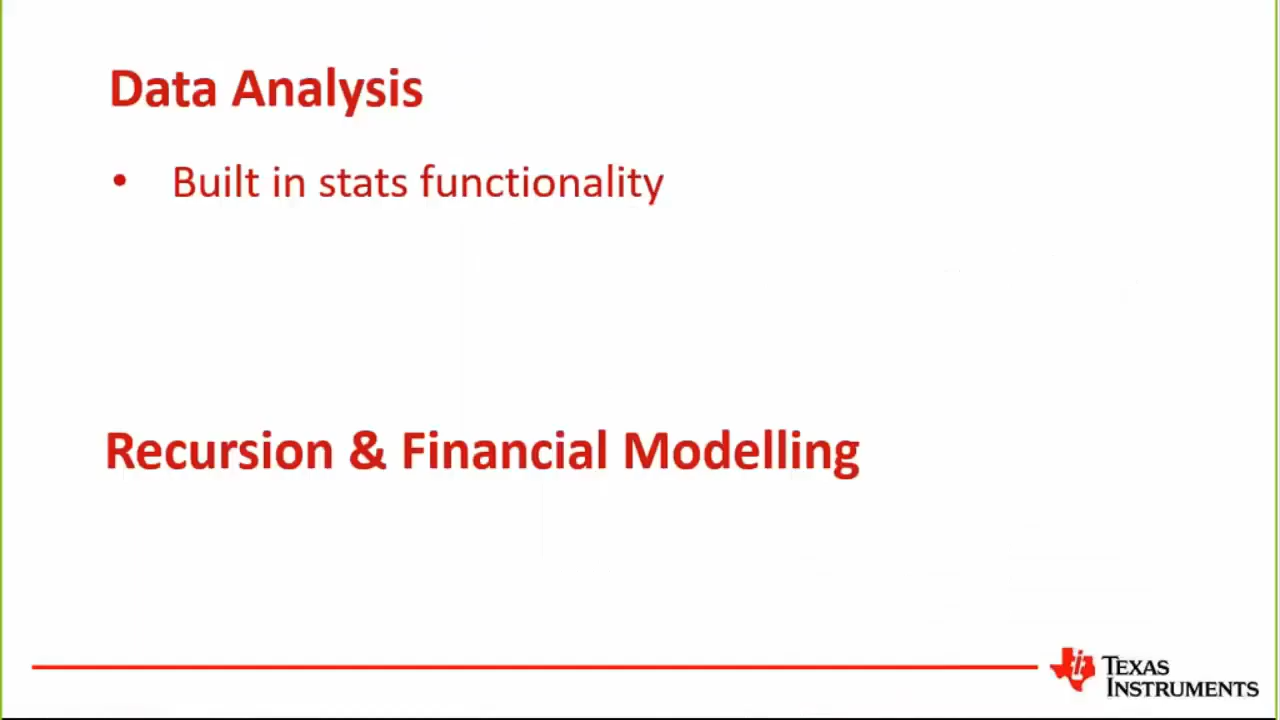 Data Analysis
• Built in stats functionality
Recursion & Financial Modelling
TEXAS
INSTRUMENTS